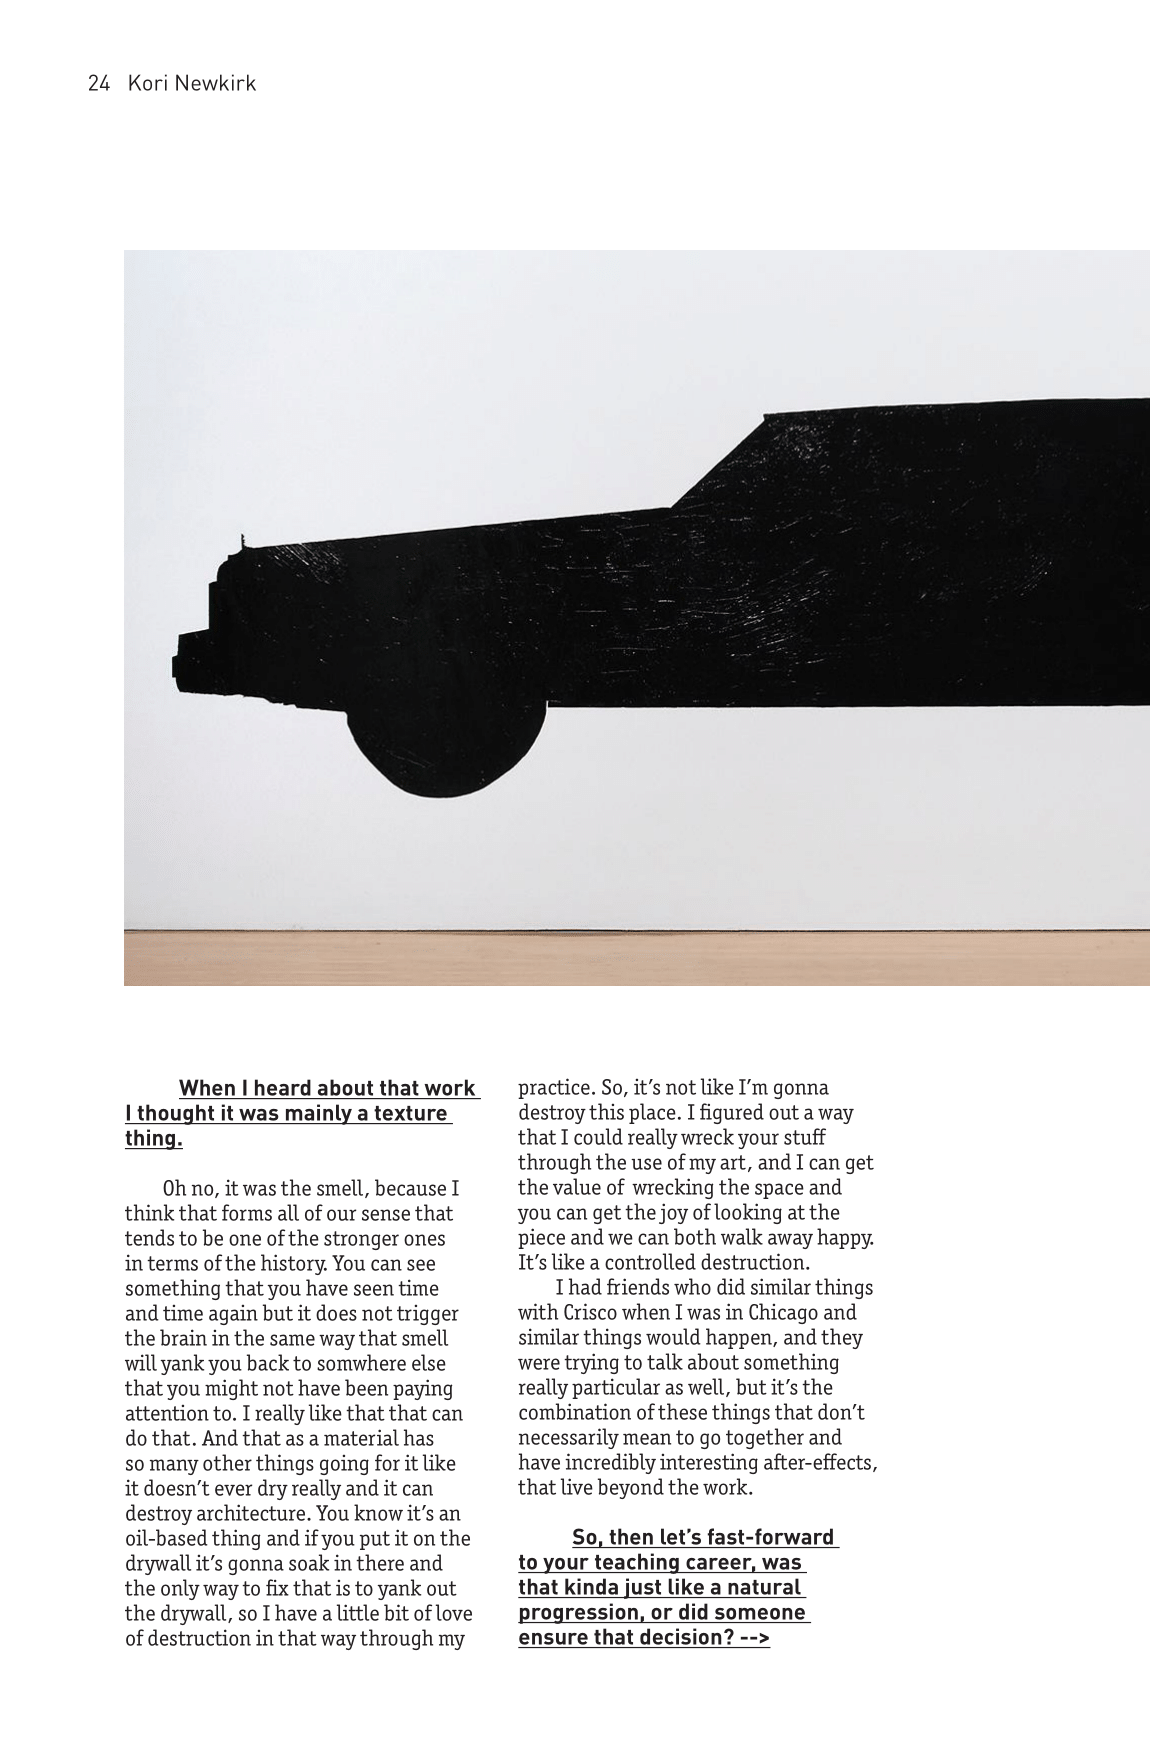 24 Kori Newkirk
When I heard about that work
I thought it was mainly a texture
thing.
Oh no, it was the smell, because I
think that forms all of our sense that
tends to be one of the stronger ones
in terms of the history. You can see
something that you have seen time
and time again but it does not trigger
the brain in the same way that smell
will yank you back to somwhere else
that you might not have been paying
attention to. I really like that that can
do that. And that as a material has
so many other things going for it like
it doesn't ever dry really and it can
destroy architecture. You know it's an
oil-based thing and if you put it on the
drywall it's gonna soak in there and
the only way to fix that is to yank out
the drywall, so I have a little bit of love
of destruction in that way through my
practice. So, it's not like I'm gonna
destroy this place. I figured out a way
that I could really wreck your stuff
through the use of my art, and I can get
the value of wrecking the space and
you can get the joy of looking at the
piece and we can both walk away happy.
It's like a controlled destruction.
I had friends who did similar things
with Crisco when I was in Chicago and
similar things would happen, and they
were trying to talk about something
really particular as well, but it's the
combination of these things that don't
necessarily mean to go together and
have incredibly interesting after-effects,
that live beyond the work.
So, then let's fast-forward
to your teaching career, was
that kinda just like a natural
progression, or did someone
ensure that decision? -->